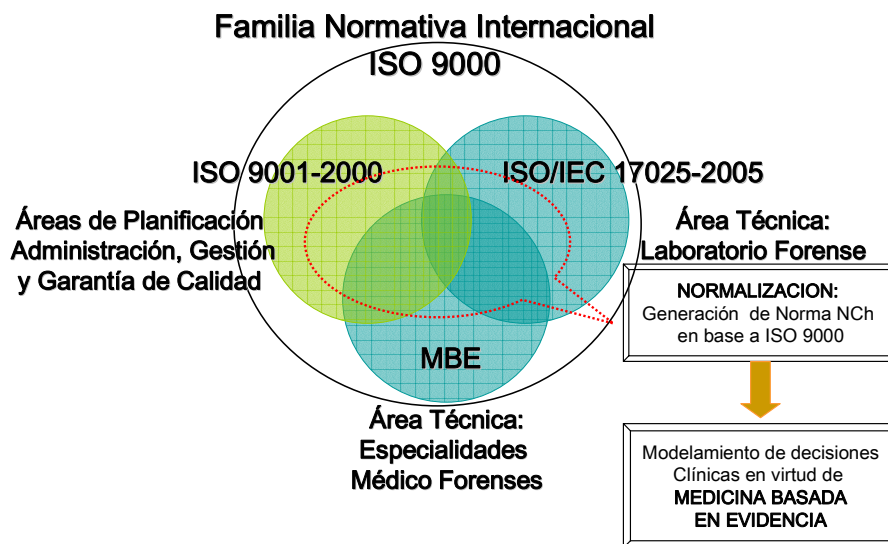 Familia Normativa Internacional
ISO 9000
ISO 9001-2000
ISO/IEC 17025-2005
Áreas de Planificación
Administración, Gestión
y Garantía de Calidad
Área Técnica:
Laboratorio Forense
NORMALIZACION:
Generación de Norma NCh
en base a ISO 9000
MBE
Área Técnica:
Especialidades
Médico Forenses
Modelamiento de decisiones
Clínicas en virtud de
MEDICINA BASADA
EN EVIDENCIA